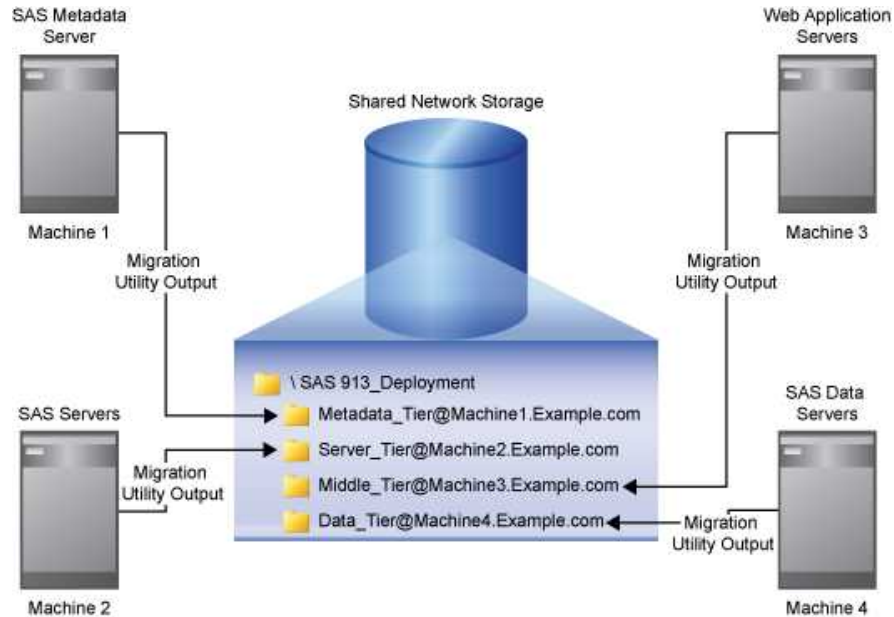 SAS Metadata
Server
Web Application
Servers
Shared Network Storage
Machine 1
Machine 3
Migration
Utility Output
Migration
Utility Output
\ SAS 913_Deployment
SAS Servers
SAS Data
Servers
Metadata_Tier@Machine1.Example.com
Server_Tier@Machine2.Example.com
Migration
Utility Output
Middle_Tier@Machine3.Example.com
Data_Tier@Machine4.Example.com
Migration
Utility Output
Machine 2
Machine 4